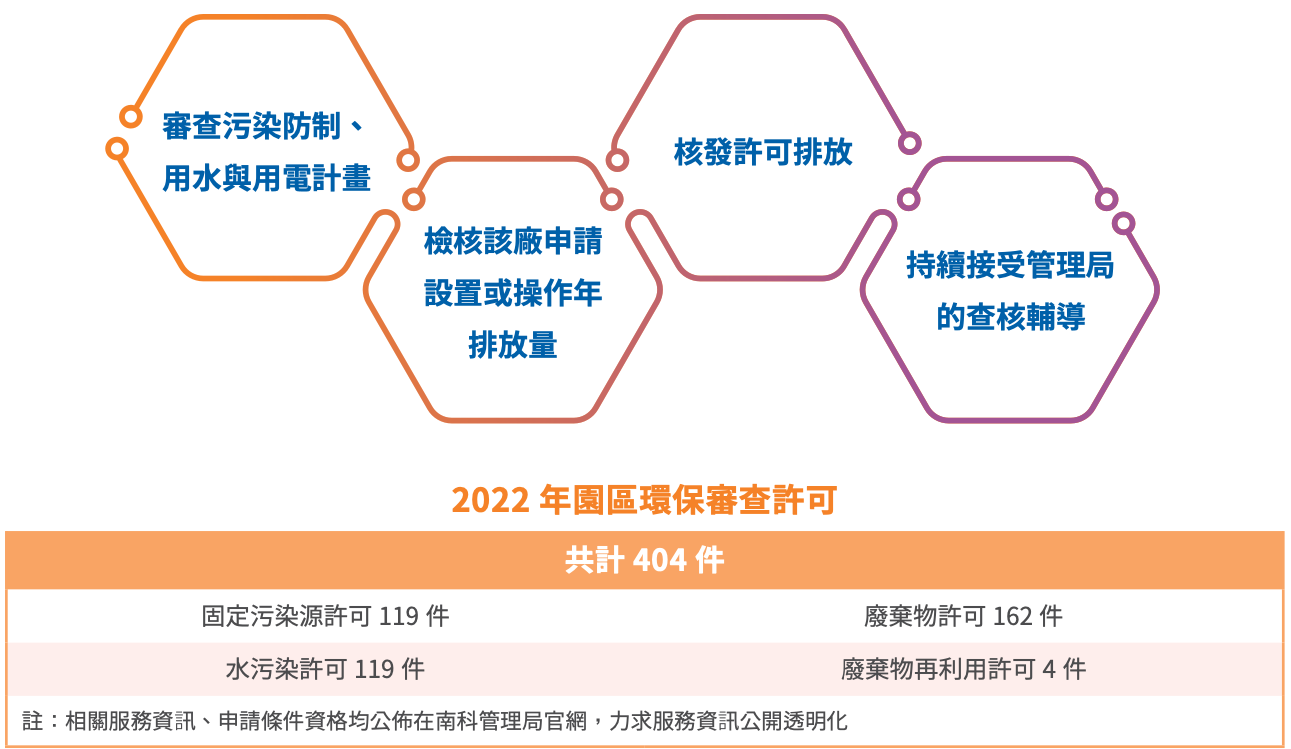 審查污染防制、
用水與用電計畫
檢核該廠申請
設置或操作年
排放量
核發許可排放
持續接受管理局
的查核輔導
2022 年園區環保審查許可
共計 404 件
固定污染源許可 119 件
廢棄物許可 162 件
水污染許可 119 件
廢棄物再利用許可 4 件
註：相關服務資訊、申請條件資格均公佈在南科管理局官網，力求服務資訊公開透明化